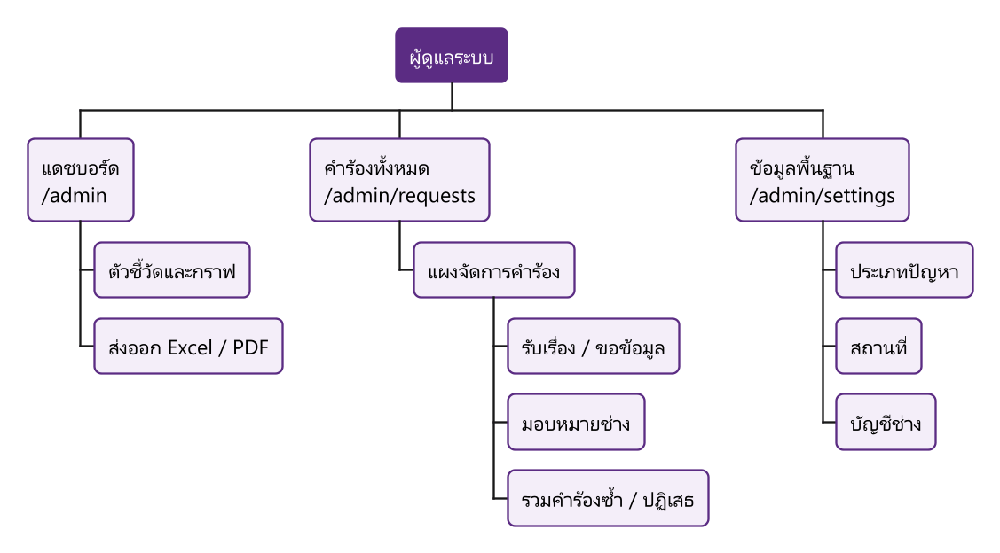 ผู้ดูแลระบบ
แดชบอร์ด
/admin
ตัวชี้วัดและกราฟ
ส่งออก Excel / PDF
คำร้องทั้งหมด
/admin/requests
แผงจัดการคำร้อง
รับเรื่อง / ขอข้อมูล
มอบหมายช่าง
รวมคำร้องซ้ำ / ปฏิเสธ
ข้อมูลพื้นฐาน
/admin/settings
ประเภทปัญหา
สถานที่
บัญชีช่าง